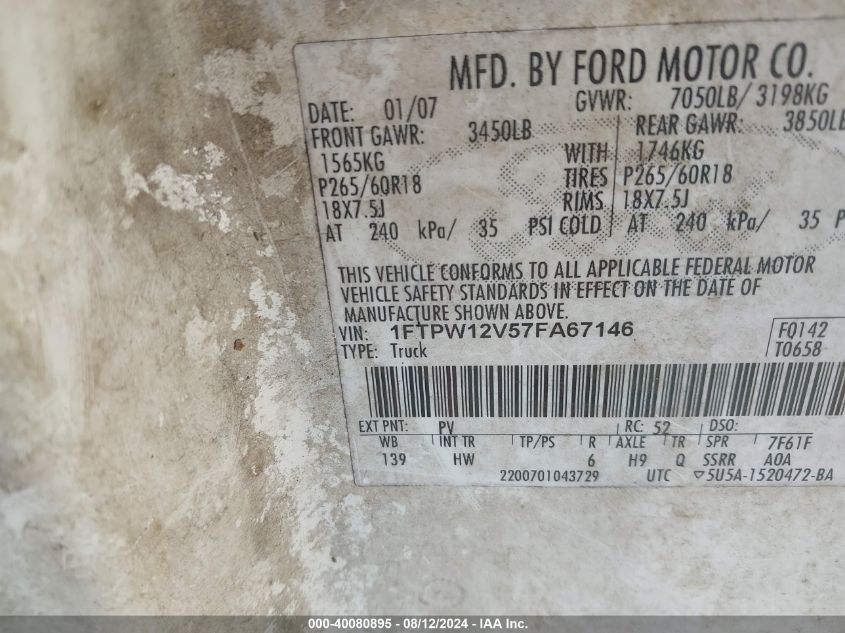 MFD. BY FORD MOTOR CO.
DATE: 01/07 GVWR: 7050LB/ 3198KG
FRONT GAWR: 3450LB REAR GAWR: 3850LB
1565KG WITH 1746KG
P265/60R18 TIRES P265/60R18
18X7.5J RIMS 18X7.5J
AT 240 kPa/ 35 PSI COLD AT 240 kPa/ 35 P
THIS VEHICLE CONFORMS TO ALL APPLICABLE FEDERAL MOTOR
VEHICLE SAFETY STANDARDS IN EFFECT ON THE DATE OF
MANUFACTURE SHOWN ABOVE.
VIN: 1FTPW12V57FA67146 FQ142
TYPE: Truck T0658
EXT PNT: PV RC: 52 DSO:
WB INT TR TP/PS R AXLE TR SPR 7F61F
139 HW 6 H9 Q SSRR A0A
2200701043729 UTC ▽5U5A-1520472-BA
000-40080895 - 08/12/2024 - IAA Inc.